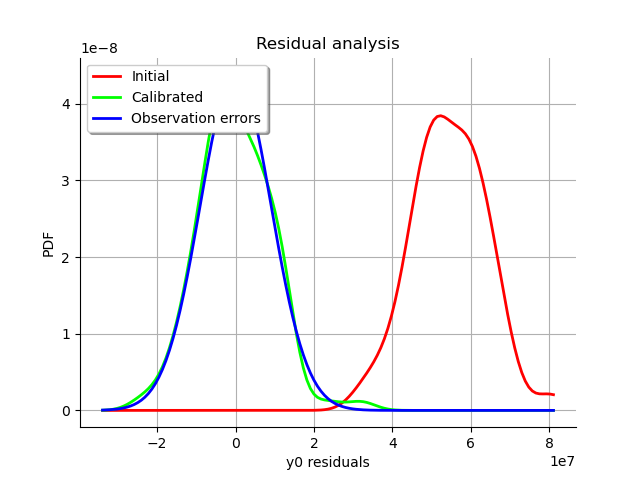 Residual analysis
1e−8
Initial
Calibrated
Observation errors
4
3
2
1
0
PDF
−2 0 2 4 6 8
1e7
y0 residuals